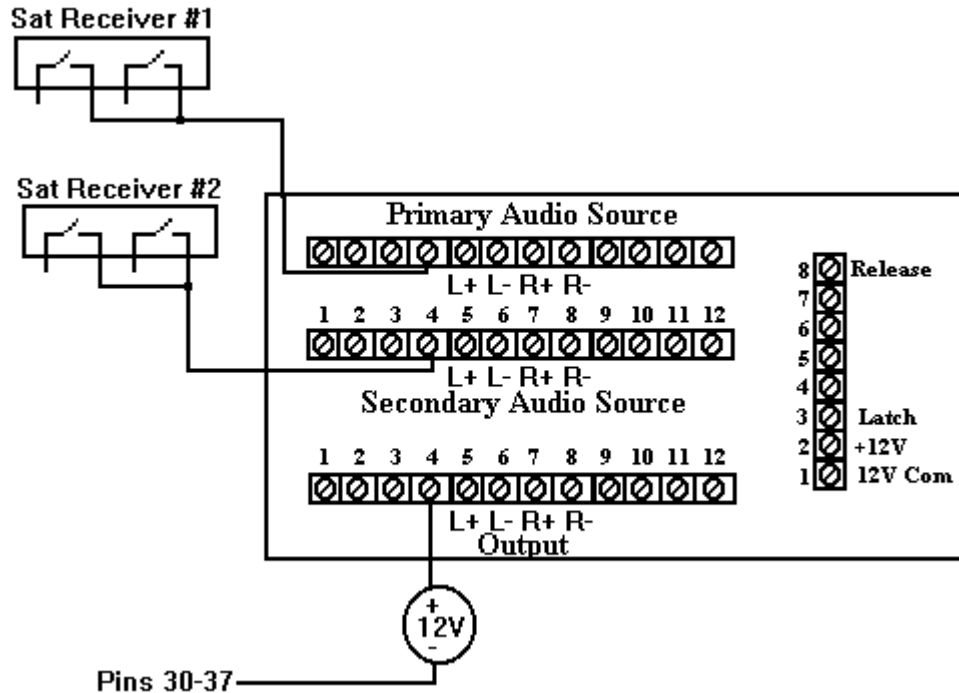 Sat Receiver #1
Sat Receiver #2
Primary Audio Source
L+ L- R+ R-
1 2 3 4 5 6 7 8 9 10 11 12
L+ L- R+ R-
Secondary Audio Source
1 2 3 4 5 6 7 8 9 10 11 12
L+ L- R+ R-
Output
8 Release
7
6
5
4
3 Latch
2 +12V
1 12V Com
+
12V
-
Pins 30-37